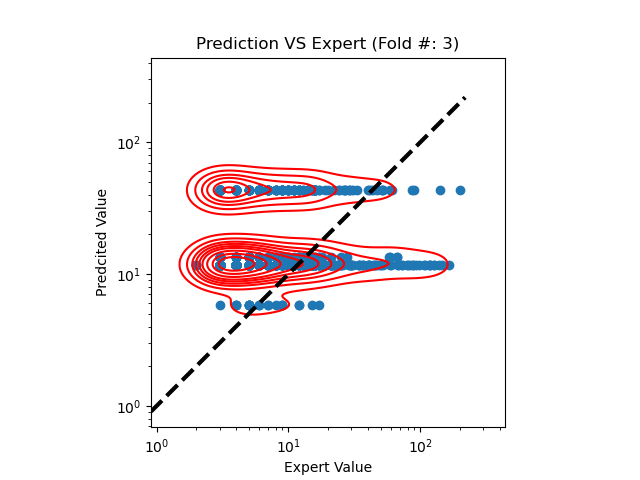 Prediction VS Expert (Fold #: 3)
Predcited Value
10²
10¹
10⁰
10⁰ 10¹ 10²
Expert Value